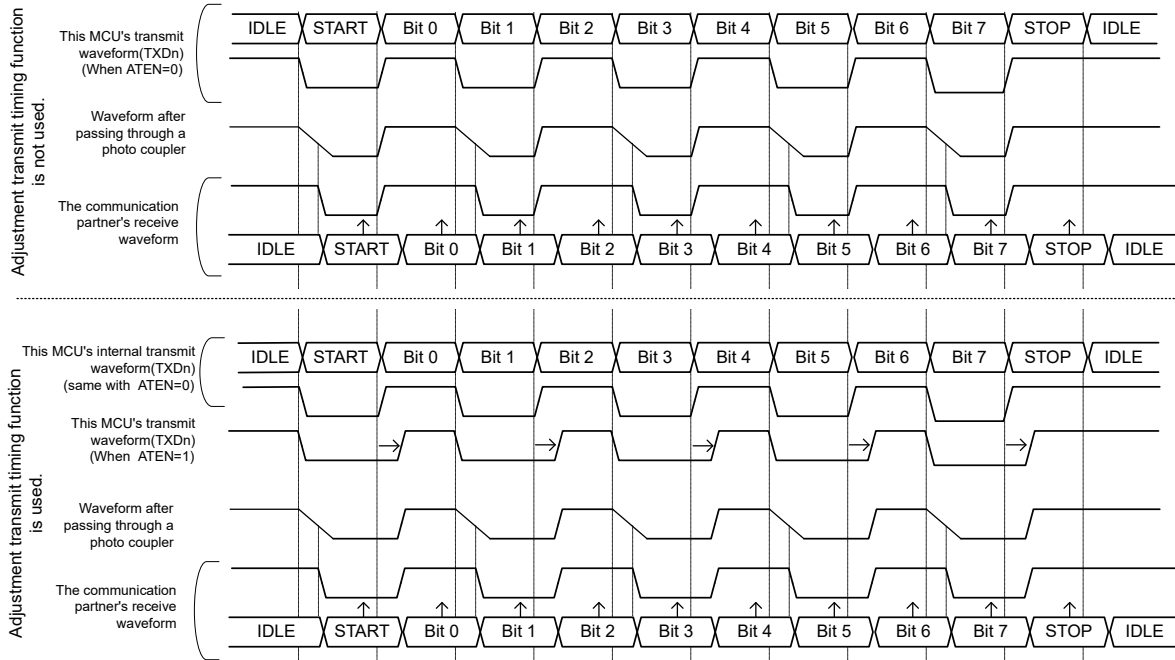 Adjustment transmit timing function
is not used.
This MCU's transmit
waveform(TXDn)
(When ATEN=0)
IDLE START Bit 0 Bit 1 Bit 2 Bit 3 Bit 4 Bit 5 Bit 6 Bit 7 STOP IDLE
Waveform after
passing through a
photo coupler
The communication
partner's receive
waveform
IDLE START Bit 0 Bit 1 Bit 2 Bit 3 Bit 4 Bit 5 Bit 6 Bit 7 STOP IDLE
Adjustment transmit timing function
is used.
This MCU's internal transmit
waveform(TXDn)
(same with ATEN=0)
IDLE START Bit 0 Bit 1 Bit 2 Bit 3 Bit 4 Bit 5 Bit 6 Bit 7 STOP IDLE
This MCU's transmit
waveform(TXDn)
(When ATEN=1)
Waveform after
passing through a
photo coupler
The communication
partner's receive
waveform
IDLE START Bit 0 Bit 1 Bit 2 Bit 3 Bit 4 Bit 5 Bit 6 Bit 7 STOP IDLE